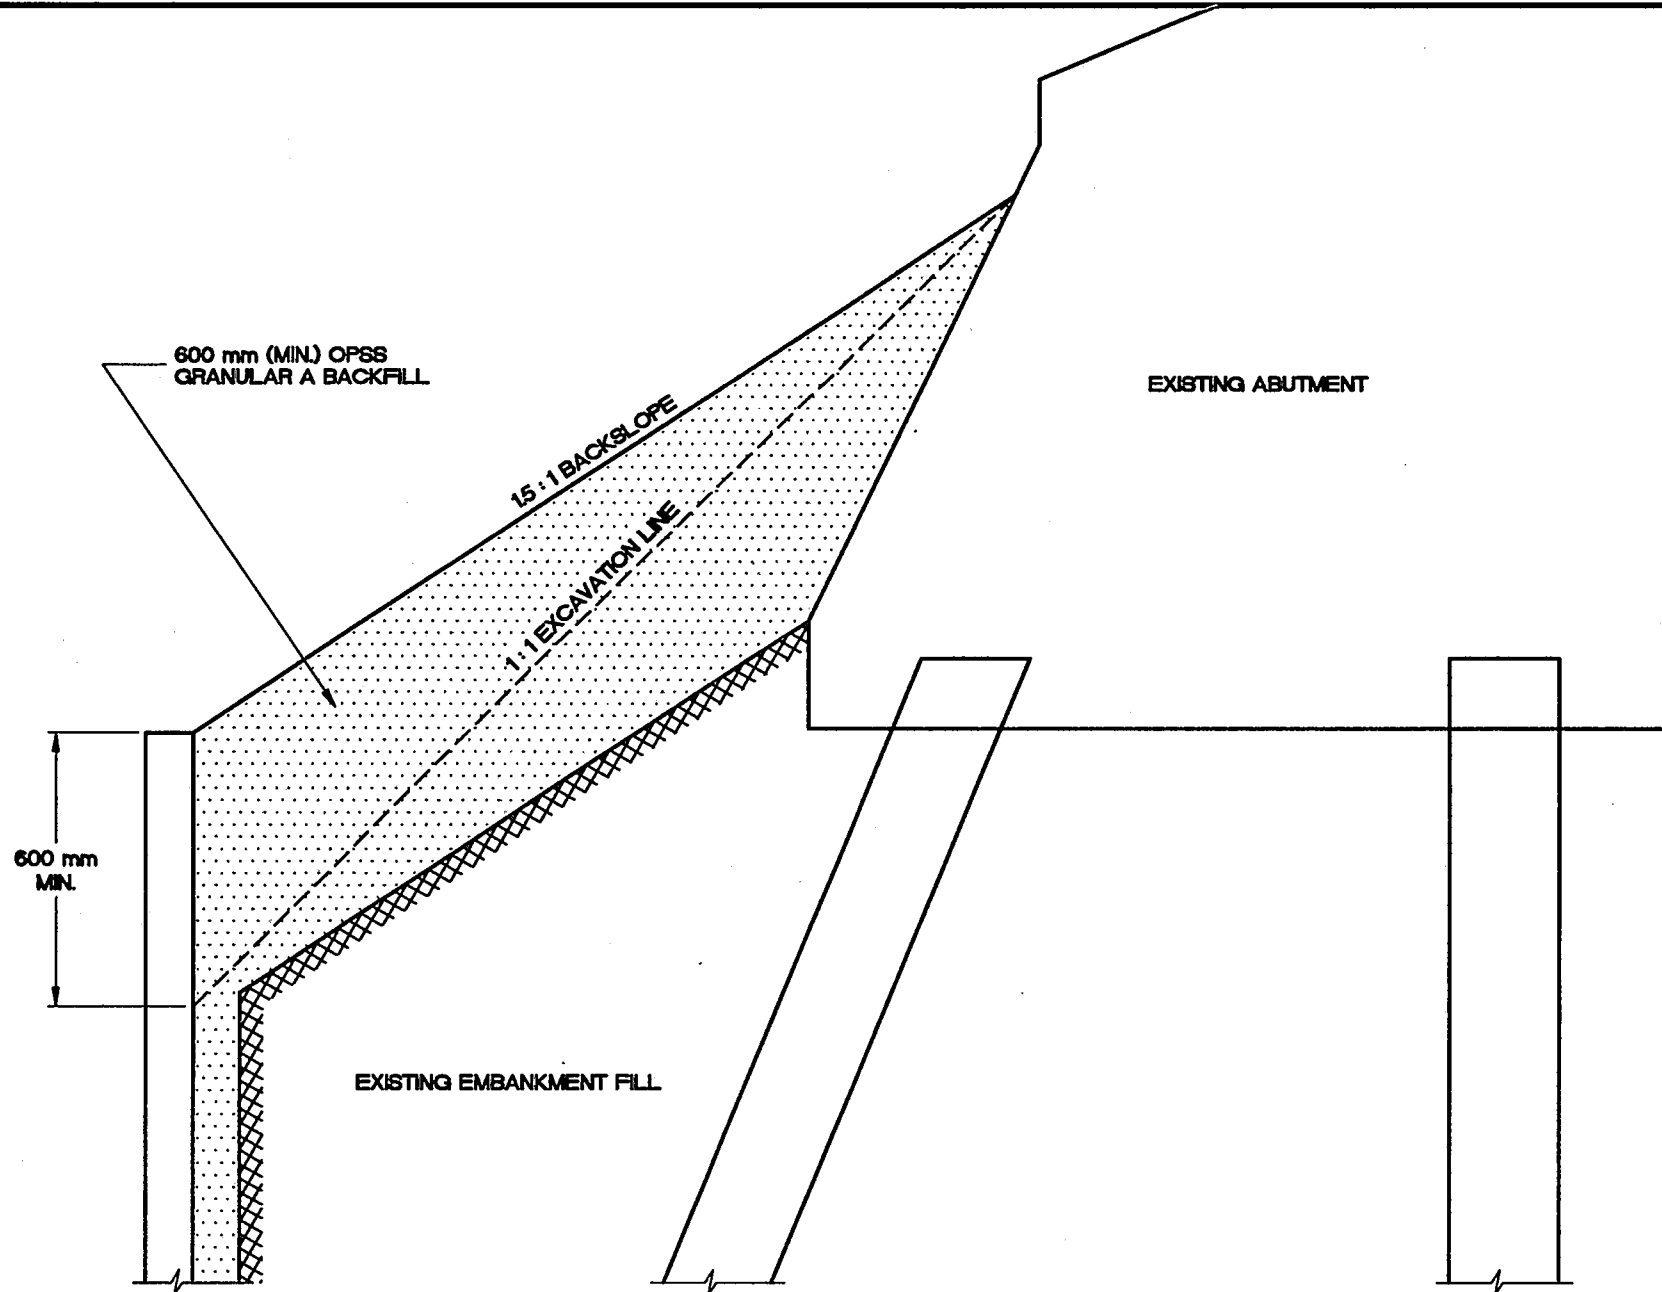 600 mm (MIN.) OPSS
GRANULAR A BACKFILL
EXISTING ABUTMENT
1.5 : 1 BACKSLOPE
1 : 1 EXCAVATION LINE
600 mm
MIN.
EXISTING EMBANKMENT FILL